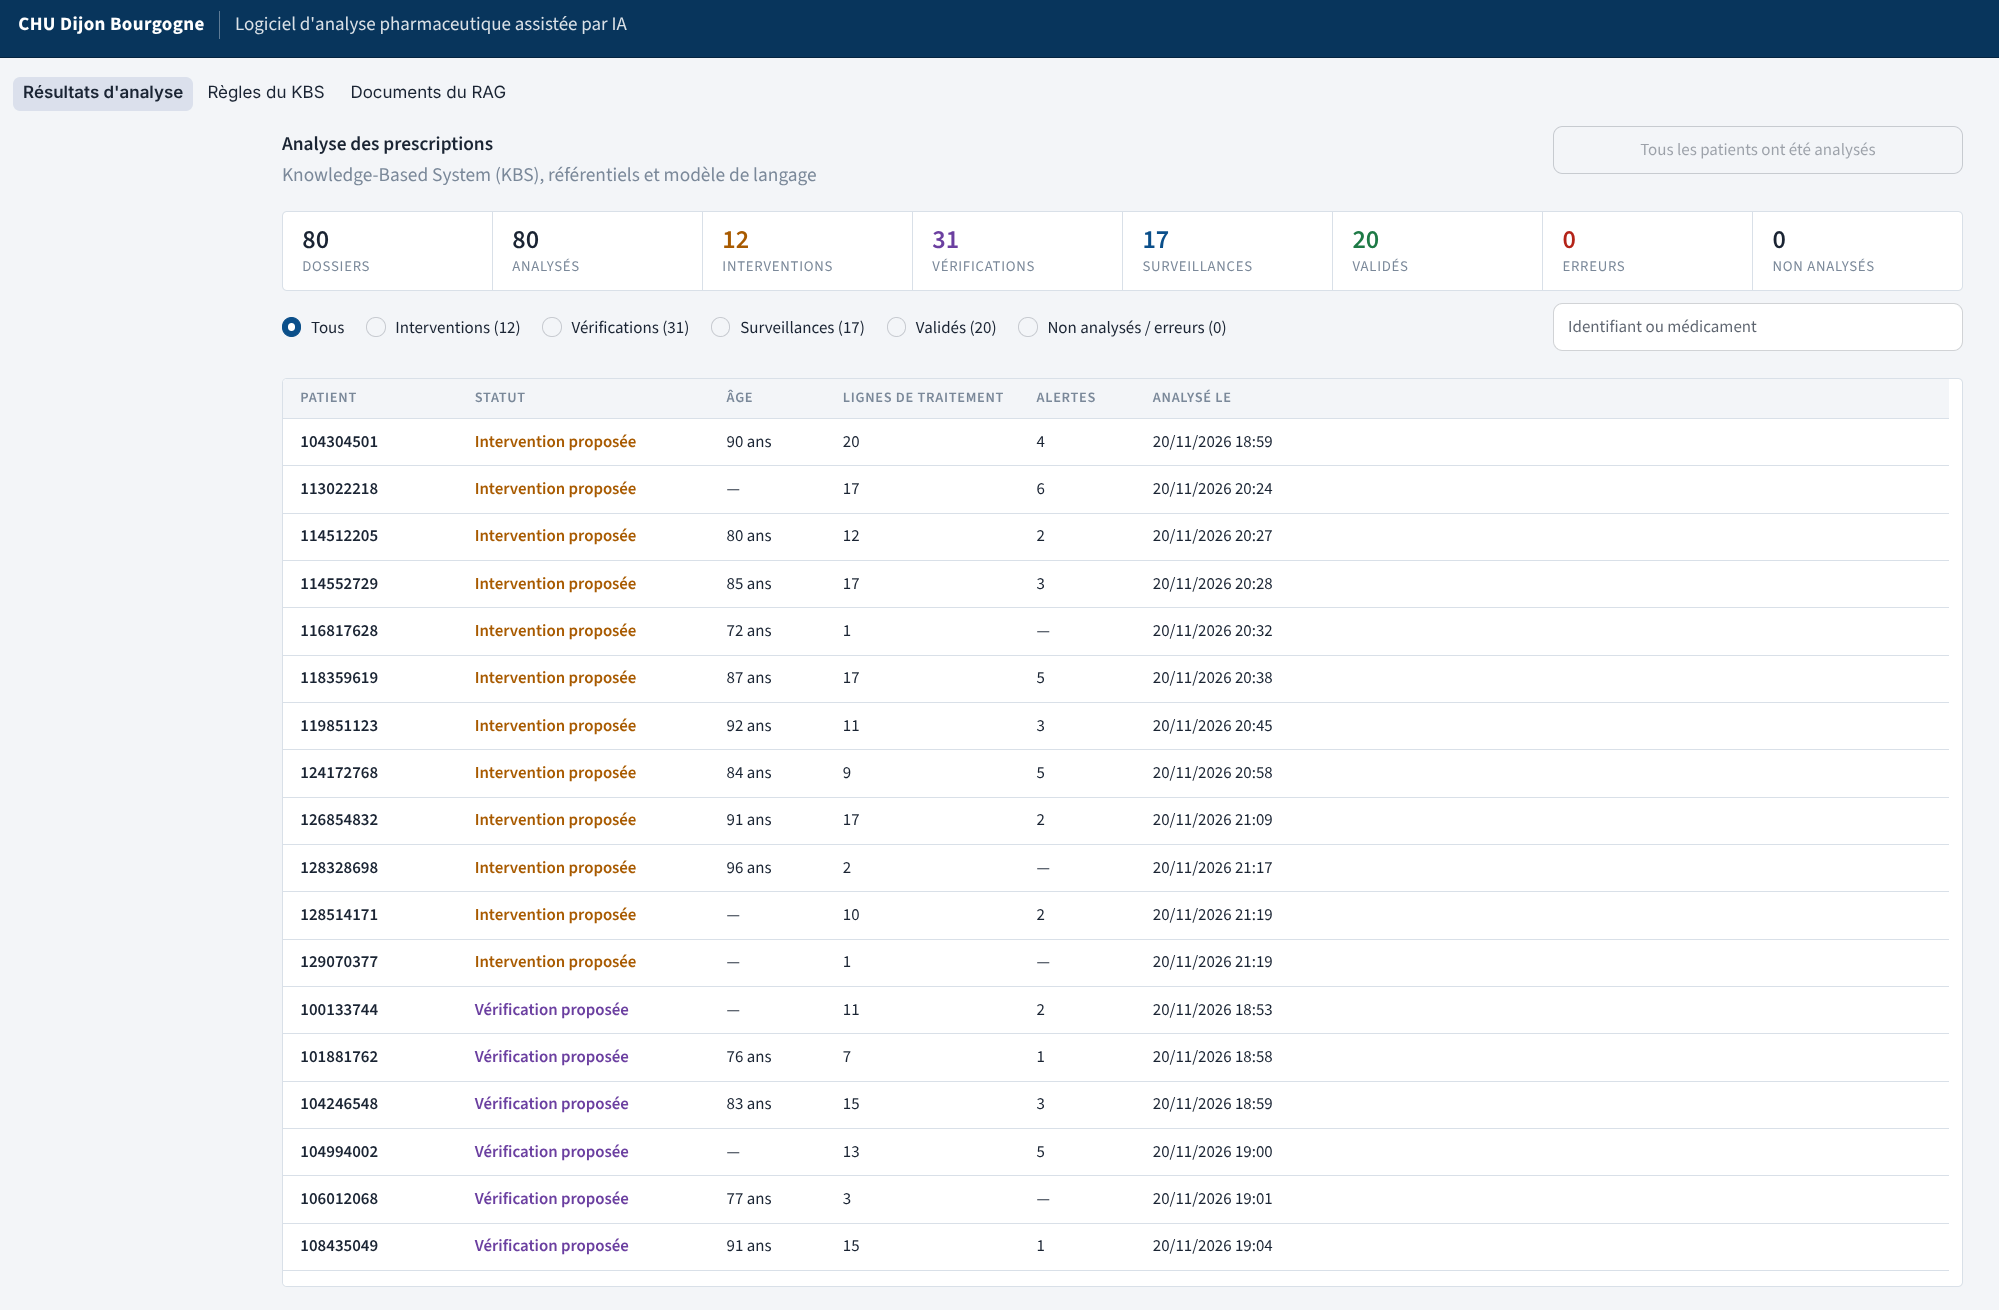 CHU Dijon Bourgogne Logiciel d'analyse pharmaceutique assistée par IA
Résultats d'analyse Règles du KBS Documents du RAG
Analyse des prescriptions
Knowledge-Based System (KBS), référentiels et modèle de langage
Tous les patients ont été analysés
80 80 12 31 17 20 0 0
DOSSIERS ANALYSÉS INTERVENTIONS VÉRIFICATIONS SURVEILLANCES VALIDÉS ERREURS NON ANALYSÉS
Tous Interventions (12) Vérifications (31) Surveillances (17) Validés (20) Non analysés / erreurs (0) Identifiant ou médicament
PATIENT STATUT ÂGE LIGNES DE TRAITEMENT ALERTES ANALYSÉ LE
104304501 Intervention proposée 90 ans 20 4 20/11/2026 18:59
113022218 Intervention proposée — 17 6 20/11/2026 20:24
114512205 Intervention proposée 80 ans 12 2 20/11/2026 20:27
114552729 Intervention proposée 85 ans 17 3 20/11/2026 20:28
116817628 Intervention proposée 72 ans 1 — 20/11/2026 20:32
118359619 Intervention proposée 87 ans 17 5 20/11/2026 20:38
119851123 Intervention proposée 92 ans 11 3 20/11/2026 20:45
124172768 Intervention proposée 84 ans 9 5 20/11/2026 20:58
126854832 Intervention proposée 91 ans 17 2 20/11/2026 21:09
128328698 Intervention proposée 96 ans 2 — 20/11/2026 21:17
128514171 Intervention proposée — 10 2 20/11/2026 21:19
129070377 Intervention proposée — 1 — 20/11/2026 21:19
100133744 Vérification proposée — 11 2 20/11/2026 18:53
101881762 Vérification proposée 76 ans 7 1 20/11/2026 18:58
104246548 Vérification proposée 83 ans 15 3 20/11/2026 18:59
104994002 Vérification proposée — 13 5 20/11/2026 19:00
106012068 Vérification proposée 77 ans 3 — 20/11/2026 19:01
108435049 Vérification proposée 91 ans 15 1 20/11/2026 19:04